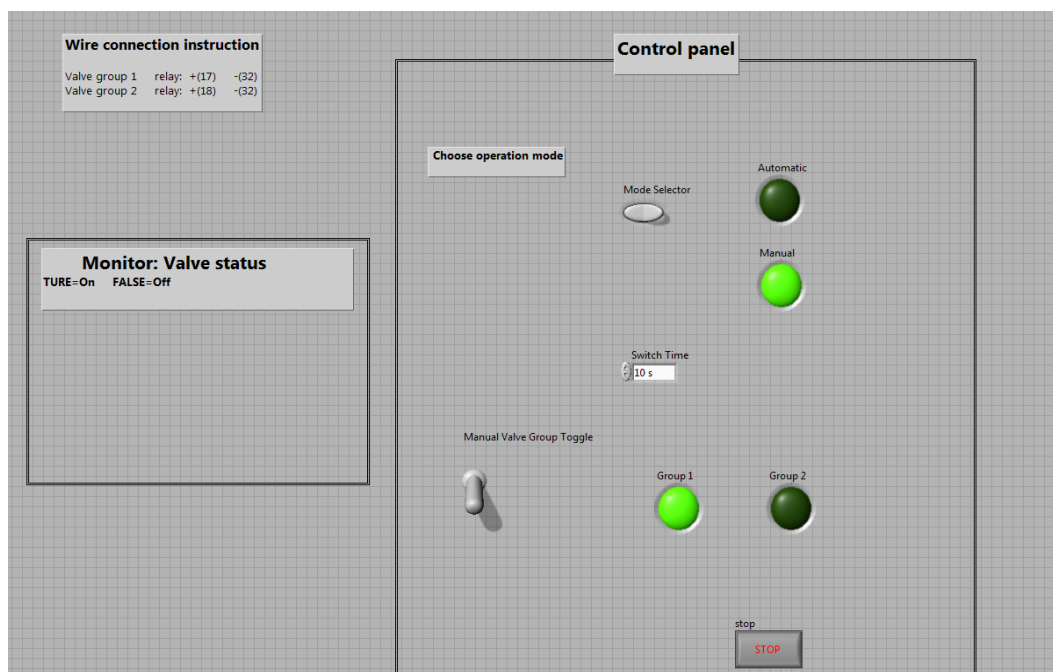 Wire connection instruction
Valve group 1 relay: +(17) -(32)
Valve group 2 relay: +(18) -(32)
Control panel
Choose operation mode
Automatic
Mode Selector
Manual
Monitor: Valve status
TURE=On FALSE=Off
Switch Time
10 s
Manual Valve Group Toggle
Group 1
Group 2
stop
STOP